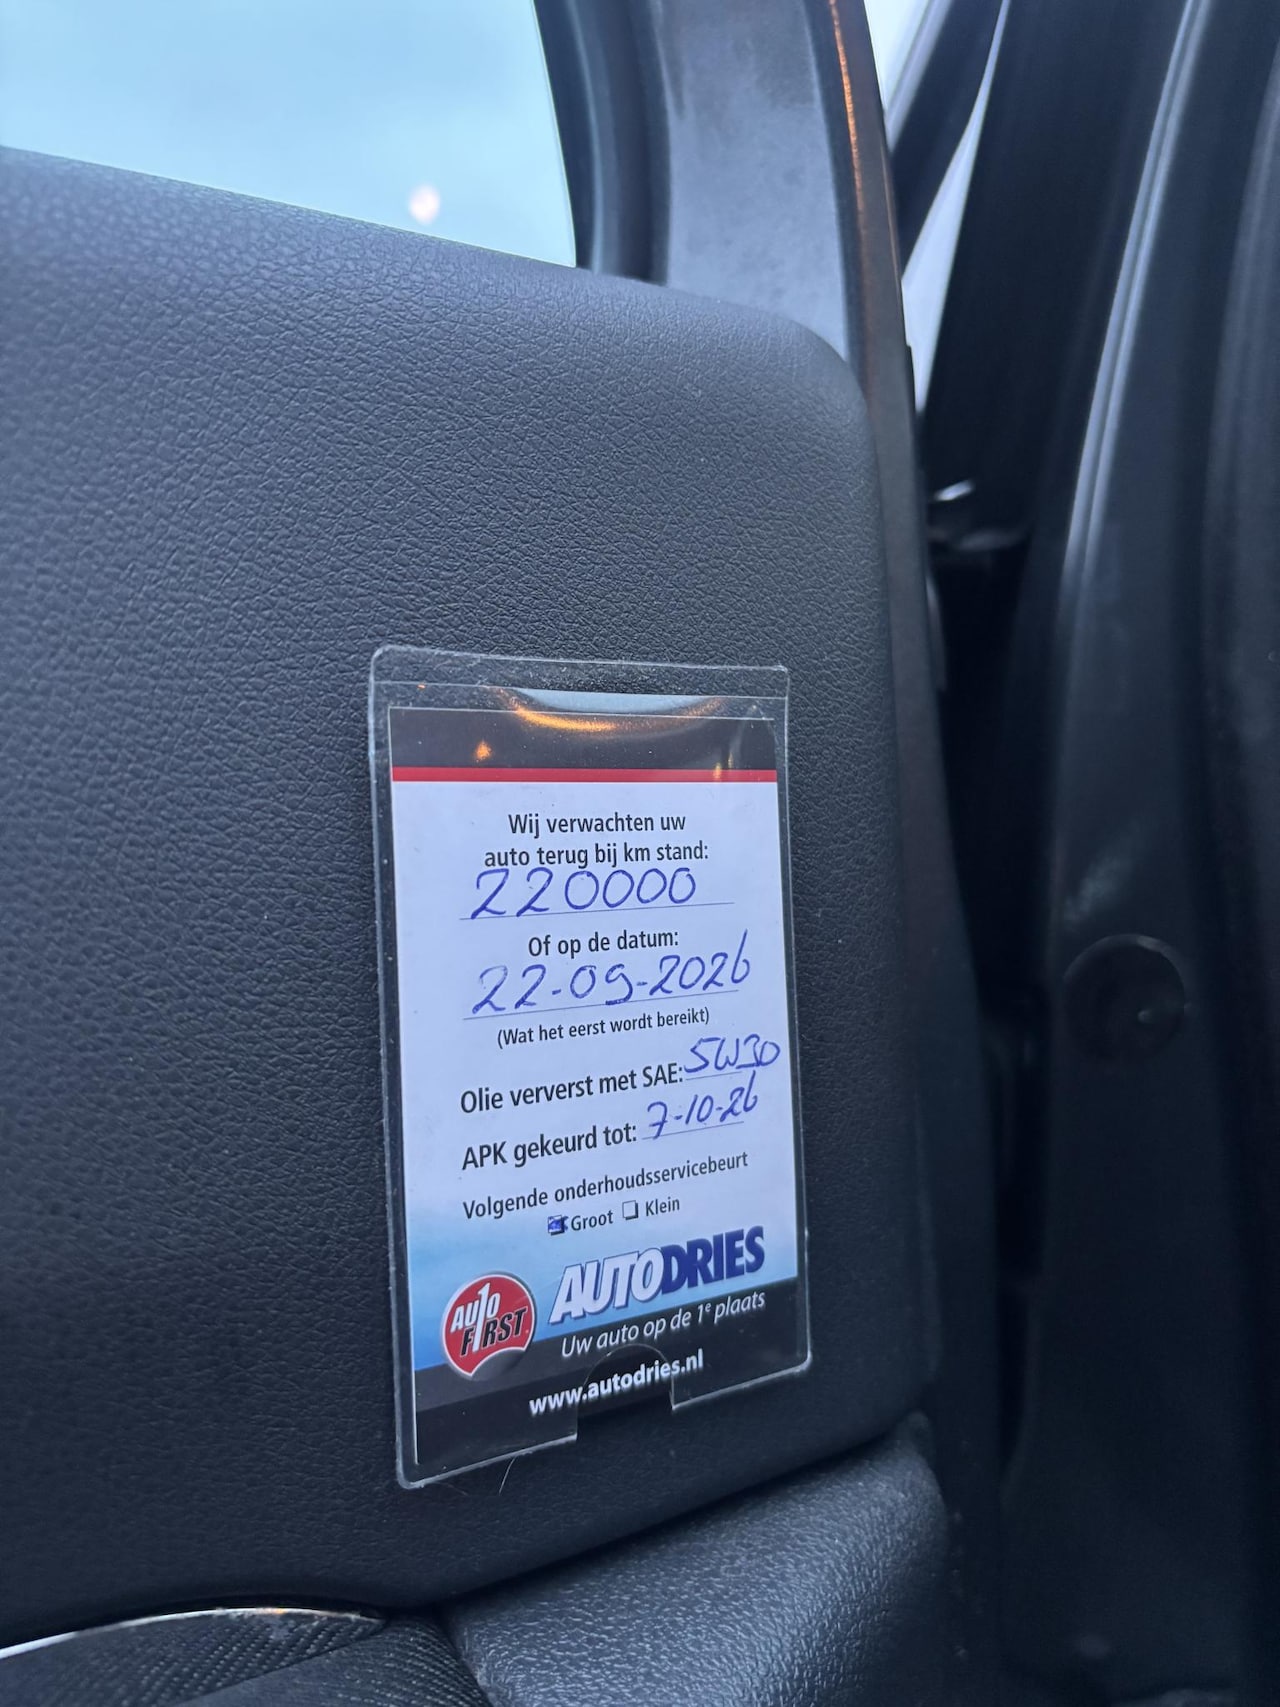 Wij verwachten uw
auto terug bij km stand:
220000
Of op de datum:
22-09-2026
(Wat het eerst wordt bereikt)
Olie ververst met SAE: 5W30
APK gekeurd tot: 7-10-26
Volgende onderhoudsservicebeurt
Groot Klein
AUTODRIES
AUTO FIRST
Uw auto op de 1e plaats
www.autodries.nl